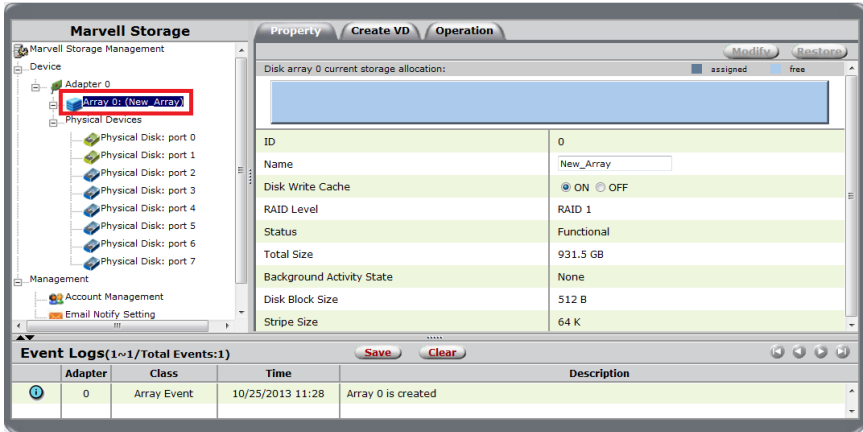 Marvell Storage
Marvell Storage Management
Device
Adapter 0
Array 0: (New_Array)
Physical Devices
Physical Disk: port 0
Physical Disk: port 1
Physical Disk: port 2
Physical Disk: port 3
Physical Disk: port 4
Physical Disk: port 5
Physical Disk: port 6
Physical Disk: port 7
Management
Account Management
Email Notify Setting
Property Create VD Operation
Modify Restore
Disk array 0 current storage allocation: assigned free
ID 0
Name New_Array
Disk Write Cache ON OFF
RAID Level RAID 1
Status Functional
Total Size 931.5 GB
Background Activity State None
Disk Block Size 512 B
Stripe Size 64 K
Event Logs(1~1/Total Events:1) Save Clear
Adapter Class Time Description
0 Array Event 10/25/2013 11:28 Array 0 is created